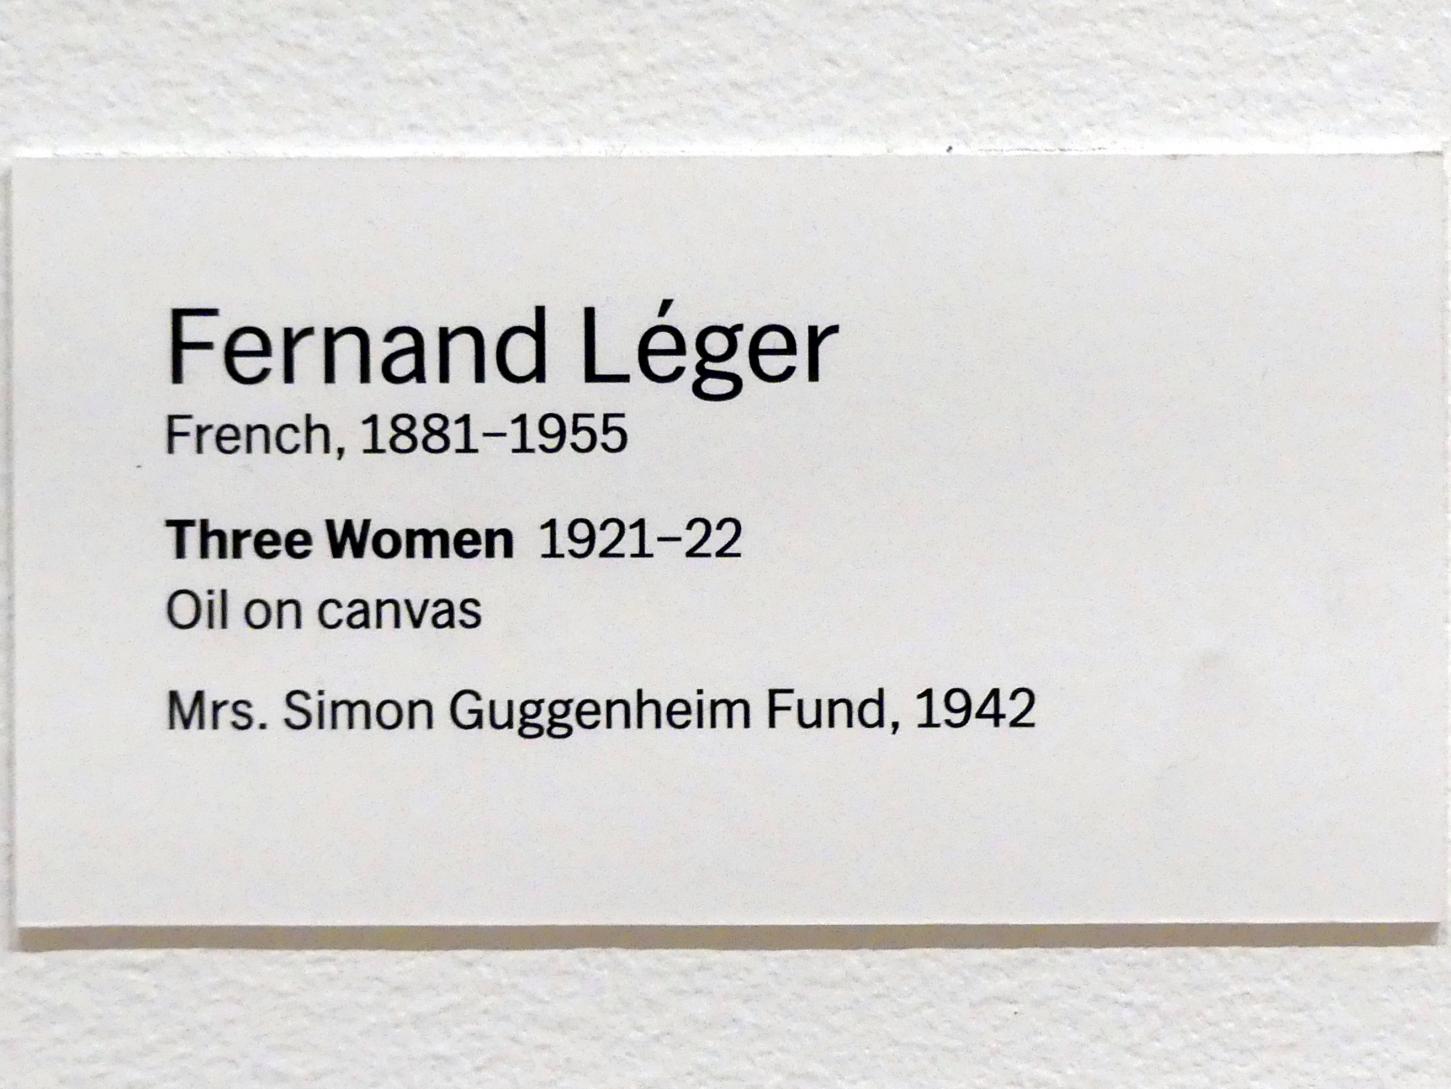 Fernand Léger
French, 1881–1955
Three Women 1921–22
Oil on canvas
Mrs. Simon Guggenheim Fund, 1942